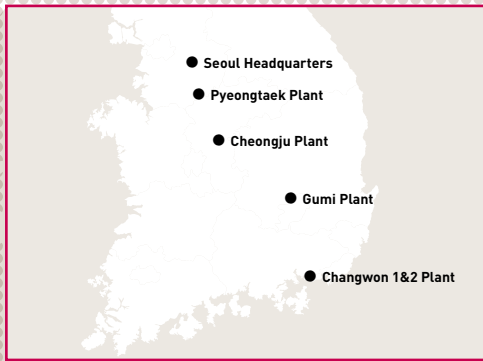 Seoul Headquarters
Pyeongtaek Plant
Cheongju Plant
Gumi Plant
Changwon 1&2 Plant